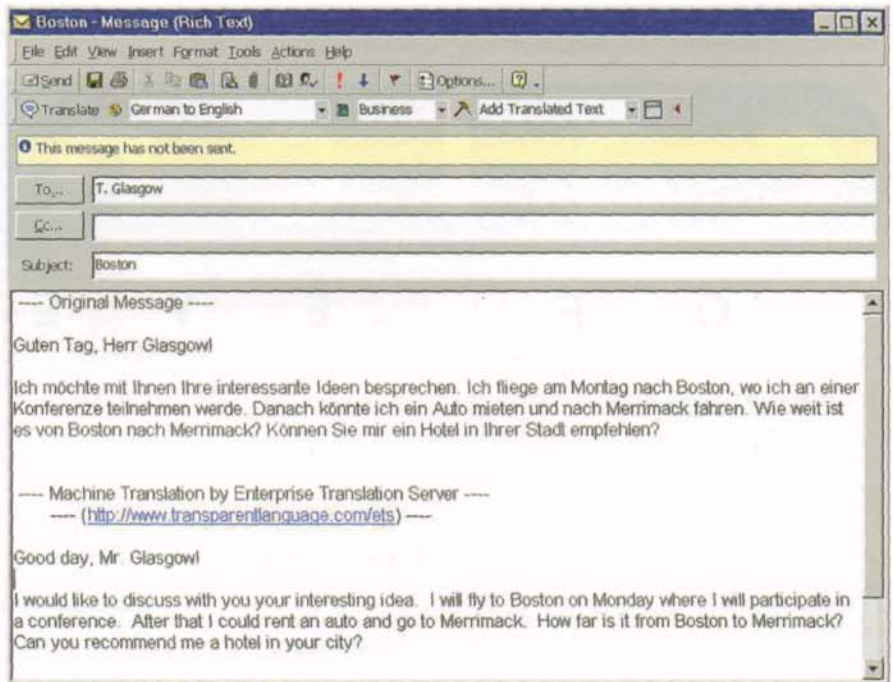 Boston - Message (Rich Text)
File Edit View Insert Format Tools Actions Help
Send Options...
Translate German to English Business Add Translated Text
This message has not been sent.
To... T. Glasgow
Cc...
Subject: Boston
---- Original Message ----
Guten Tag, Herr Glasgow!
Ich möchte mit Ihnen Ihre interessante Ideen besprechen. Ich fliege am Montag nach Boston, wo ich an einer
Konferenze teilnehmen werde. Danach könnte ich ein Auto mieten und nach Merrimack fahren. Wie weit ist
es von Boston nach Merrimack? Können Sie mir ein Hotel in Ihrer Stadt empfehlen?
---- Machine Translation by Enterprise Translation Server ----
---- (http://www.transparentlanguage.com/ets) ----
Good day, Mr. Glasgow!
I would like to discuss with you your interesting idea. I will fly to Boston on Monday where I will participate in
a conference. After that I could rent an auto and go to Merrimack. How far is it from Boston to Merrimack?
Can you recommend me a hotel in your city?